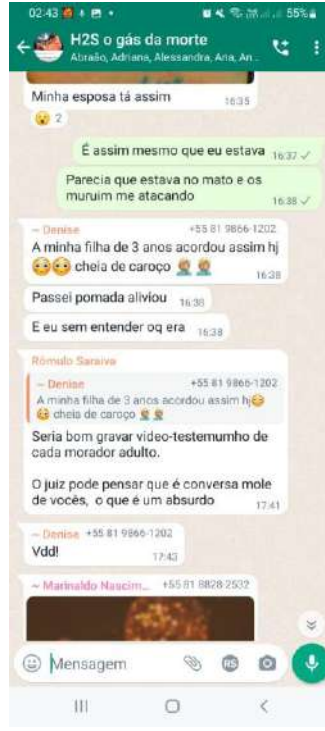 02:43
55%
H2S o gás da morte
Abraão, Adriana, Alessandra, Ana, An...
Minha esposa tá assim 16:35
2
É assim mesmo que eu estava 16:37
Parecia que estava no mato e os
muruim me atacando 16:38
~ Denise +55 81 9866-1202
A minha filha de 3 anos acordou assim hj
cheia de caroço
16:38
Passei pomada aliviou 16:38
E eu sem entender oq era 16:38
Rômulo Saraiva
~ Denise +55 81 9866-1202
A minha filha de 3 anos acordou assim hj
cheia de caroço
Seria bom gravar video-testemumho de
cada morador adulto.
O juiz pode pensar que é conversa mole
de vocês, o que é um absurdo 17:41
~ Denise +55 81 9866-1202
Vdd! 17:43
~ Marinaldo Nascim... +55 81 8828-2532
Mensagem